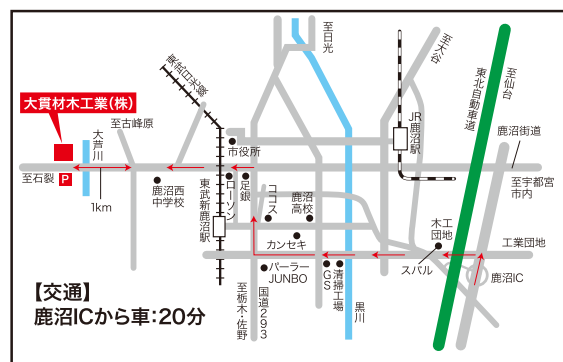 大貫材木工業(株)
大芦川
至古峰原
東武日光線
至日光
至大谷
至仙台
東北自動車道
JR鹿沼駅
鹿沼街道
市役所
至石裂
P
1km
鹿沼西
中学校
東武新鹿沼駅
ローソン
足銀
ココス
鹿沼
高校
カンセキ
至宇都宮
市内
木工
団地
工業団地
スバル
鹿沼IC
パーラー
JUNBO
GS
清掃工場
黒川
国道293
至栃木・佐野
【交通】
鹿沼ICから車:20分